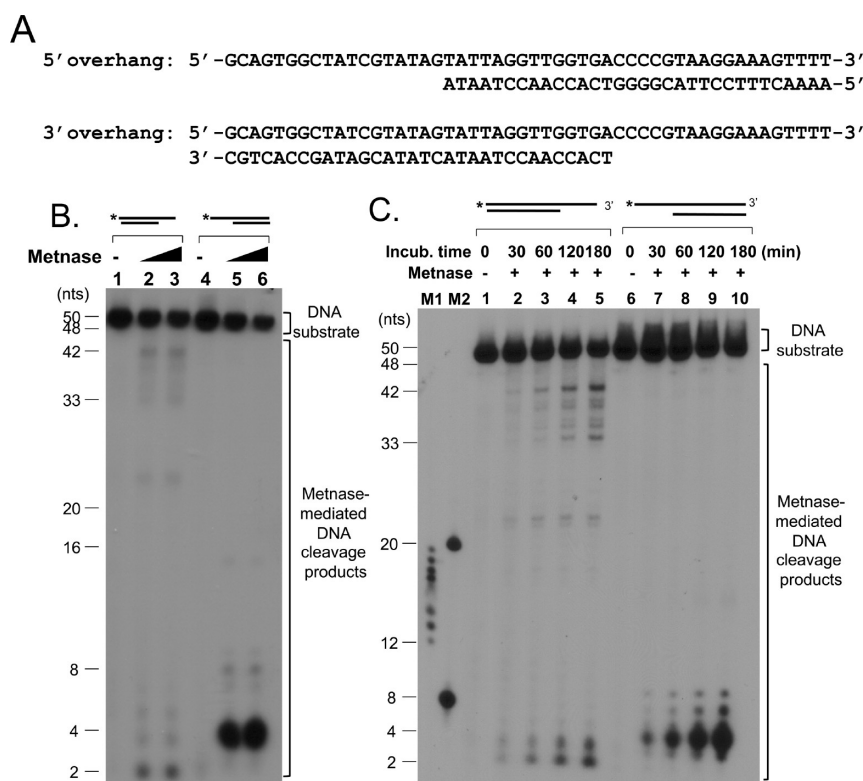 A
5'overhang: 5'-GCAGTGGCTATCGTATAGTATTAGGTTGGTGACCCCGTAAGGAAAGTTTT-3'
ATAATCCAACCACTGGGGCATTCCTTTCAAAA-5'
3'overhang: 5'-GCAGTGGCTATCGTATAGTATTAGGTTGGTGACCCCGTAAGGAAAGTTTT-3'
3'-CGTCACCGATAGCATATCATAATCCAACCACT
B.
* *
Metnase - -
1 2 3 4 5 6
(nts)
50
48
42
33
20
16
8
4
2
DNA
substrate
Metnase-
mediated
DNA
cleavage
products
C.
* 3' * 3'
Incub. time 0 30 60 120 180 0 30 60 120 180 (min)
Metnase - + + + + - + + + +
M1 M2 1 2 3 4 5 6 7 8 9 10
(nts)
50
48
42
33
20
12
8
4
2
DNA
substrate
Metnase-
mediated
DNA
cleavage
products